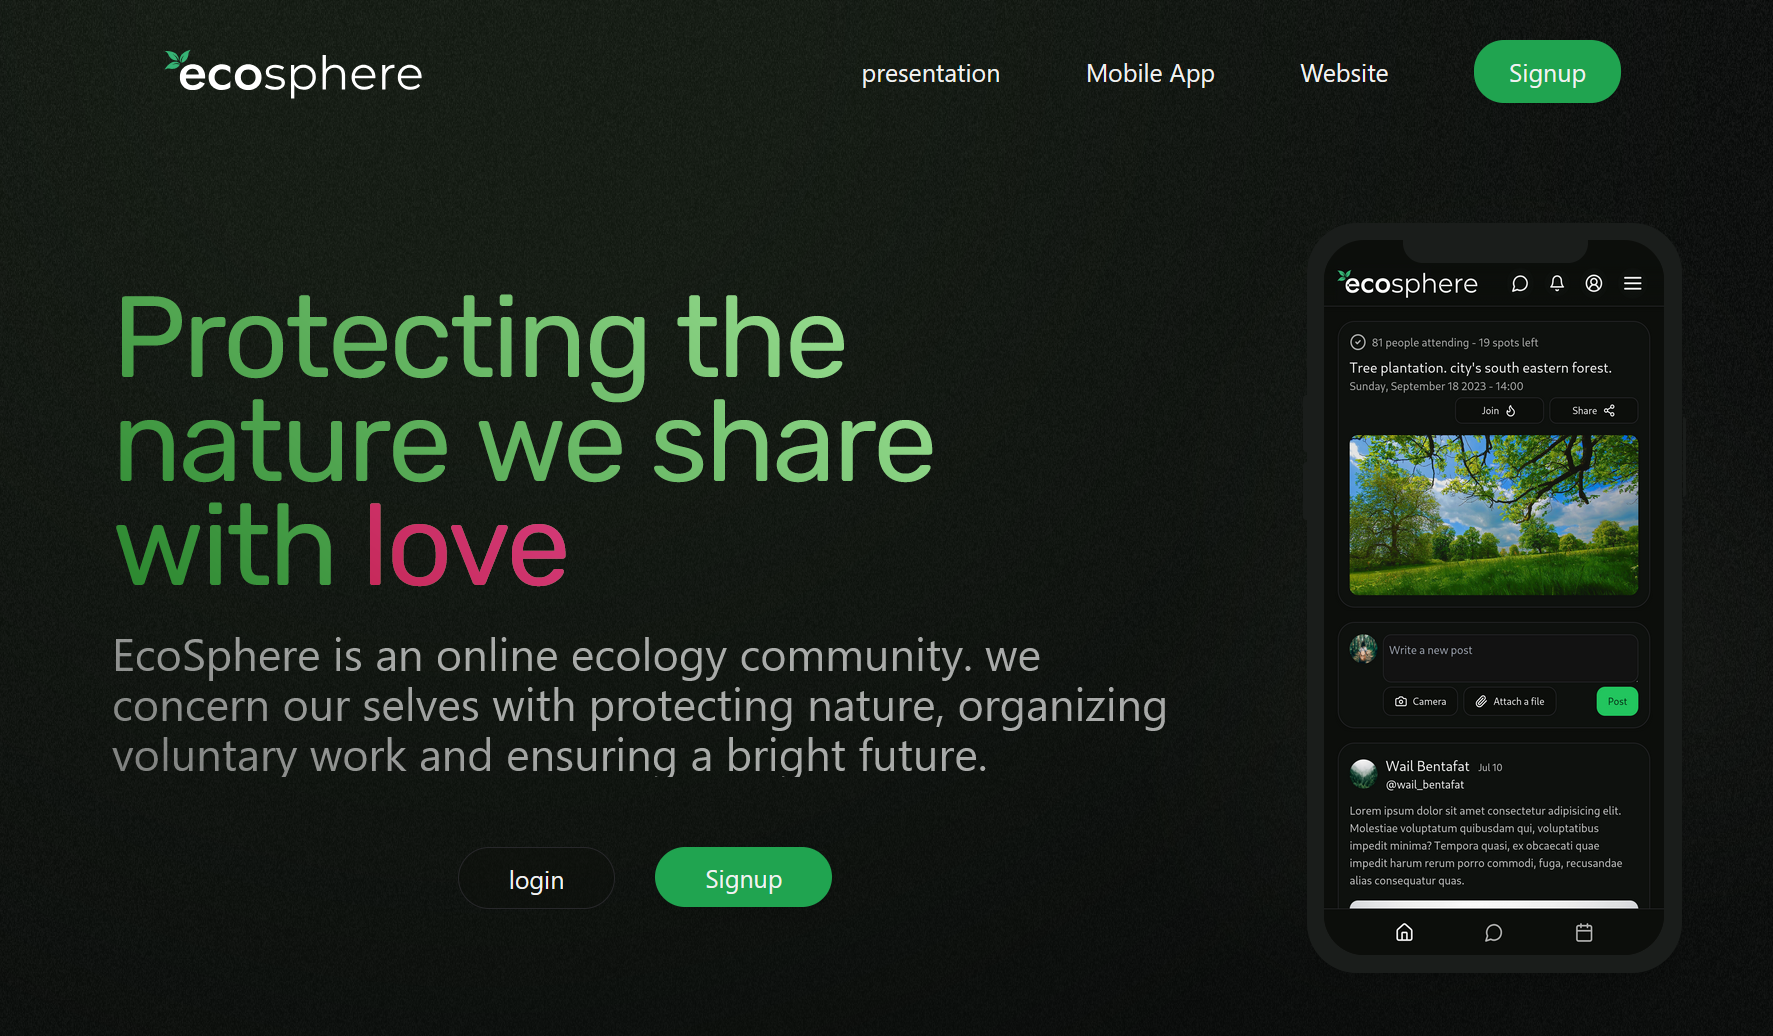 ecosphere
presentation
Mobile App
Website
Signup
Protecting the
nature we share
with love
EcoSphere is an online ecology community. we
concern our selves with protecting nature, organizing
voluntary work and ensuring a bright future.
login
Signup
ecosphere
81 people attending - 19 spots left
Tree plantation. city's south eastern forest.
Sunday, September 18 2023 - 14:00
Join
Share
Write a new post
Camera
Attach a file
Post
Wail Bentafat Jul 10
@wail_bentafat
Lorem ipsum dolor sit amet consectetur adipisicing elit.
Molestiae voluptatum quibusdam qui, voluptatibus
impedit minima? Tempora quasi, ex obcaecati quae
impedit harum rerum porro commodi, fuga, recusandae
alias consequatur quas.